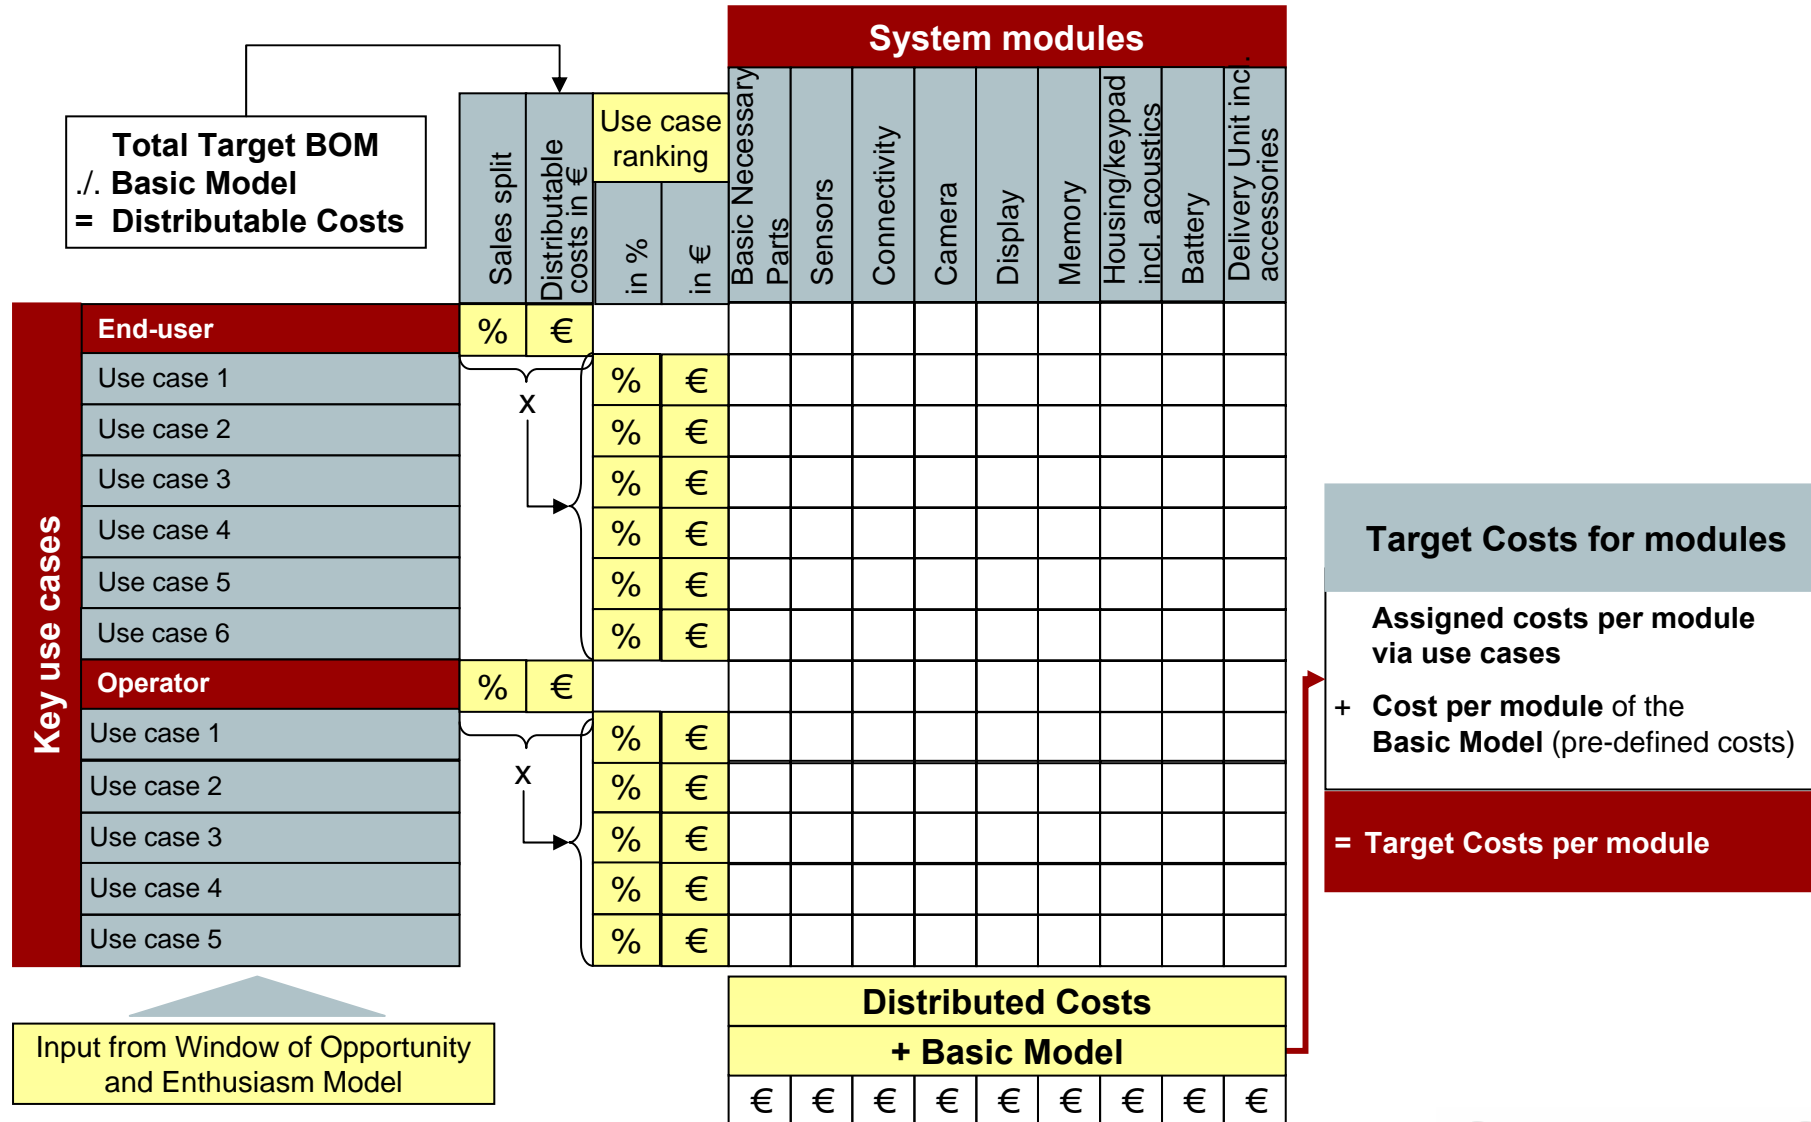 System modules
Total Target BOM
./. Basic Model
= Distributable Costs
Sales split
Distributable
costs in €
Use case
ranking
in %
in €
Basic Necessary
Parts
Sensors
Connectivity
Camera
Display
Memory
Housing/keypad
incl. acoustics
Battery
Delivery Unit incl.
accessories
Key use cases
End-user
% €
Use case 1
% €
x
Use case 2
% €
Use case 3
% €
Use case 4
% €
Use case 5
% €
Use case 6
% €
Operator
% €
Use case 1
% €
x
Use case 2
% €
Use case 3
% €
Use case 4
% €
Use case 5
% €
Target Costs for modules
Assigned costs per module
via use cases
+ Cost per module of the
Basic Model (pre-defined costs)
= Target Costs per module
Distributed Costs
+ Basic Model
€ € € € € € € € €
Input from Window of Opportunity
and Enthusiasm Model